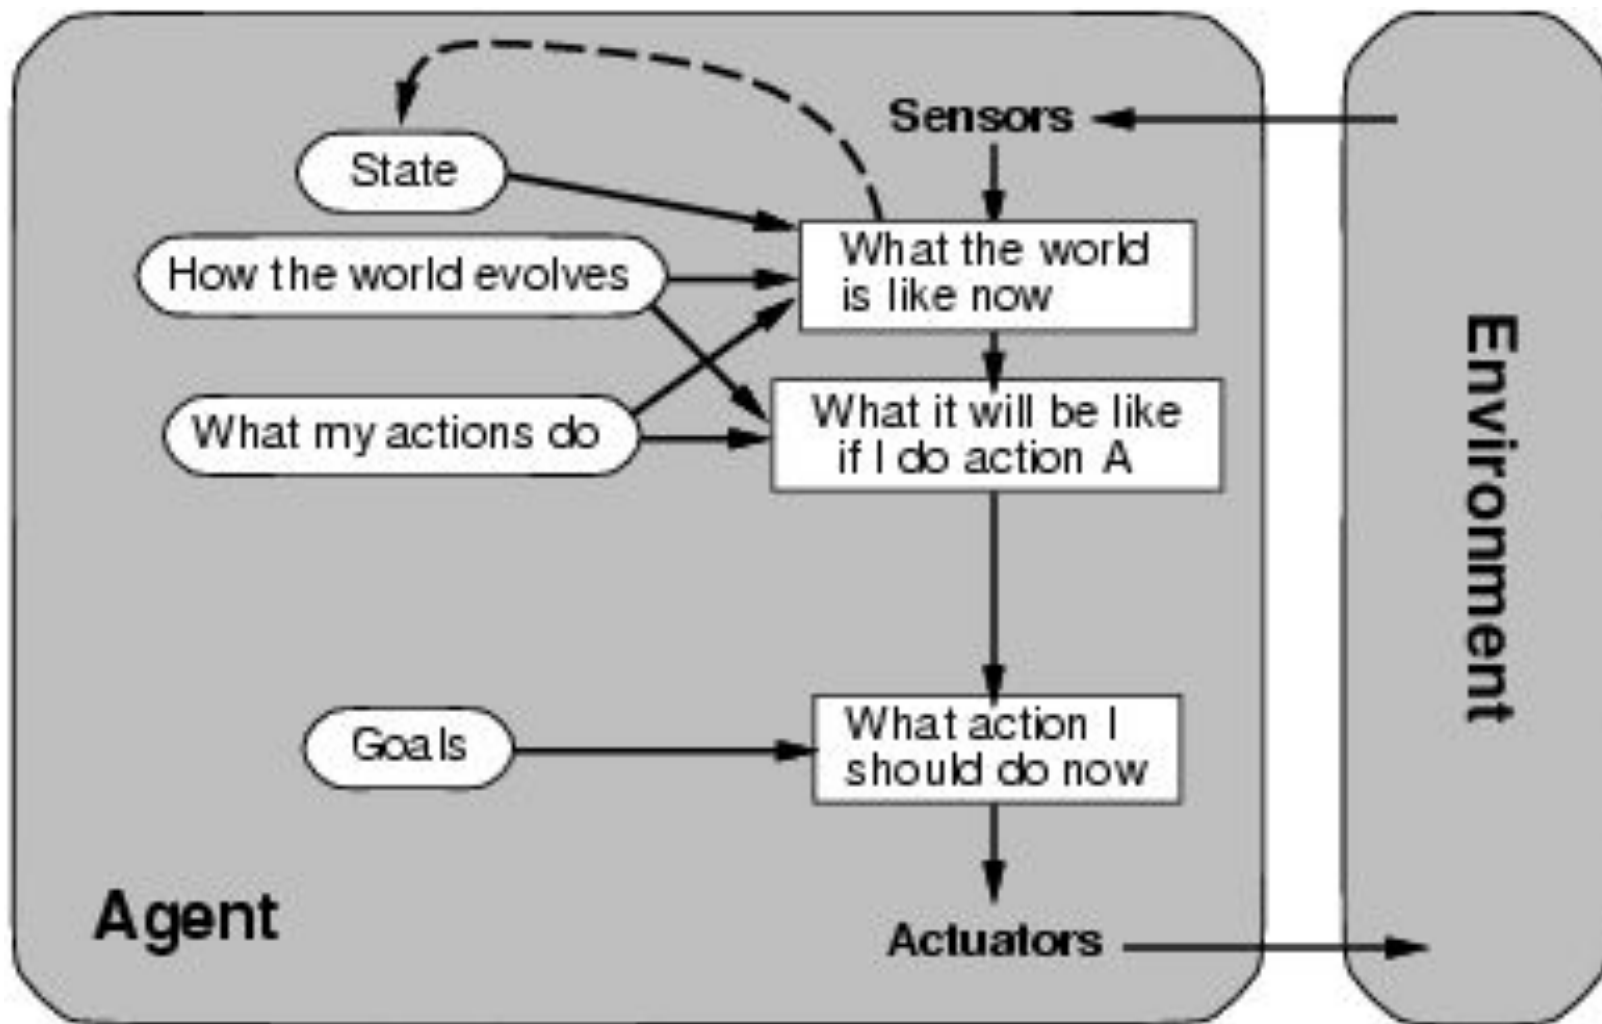 Sensors
State
What the world
is like now
How the world evolves
What my actions do
What it will be like
if I do action A
Goals
What action I
should do now
Agent
Actuators
Environment